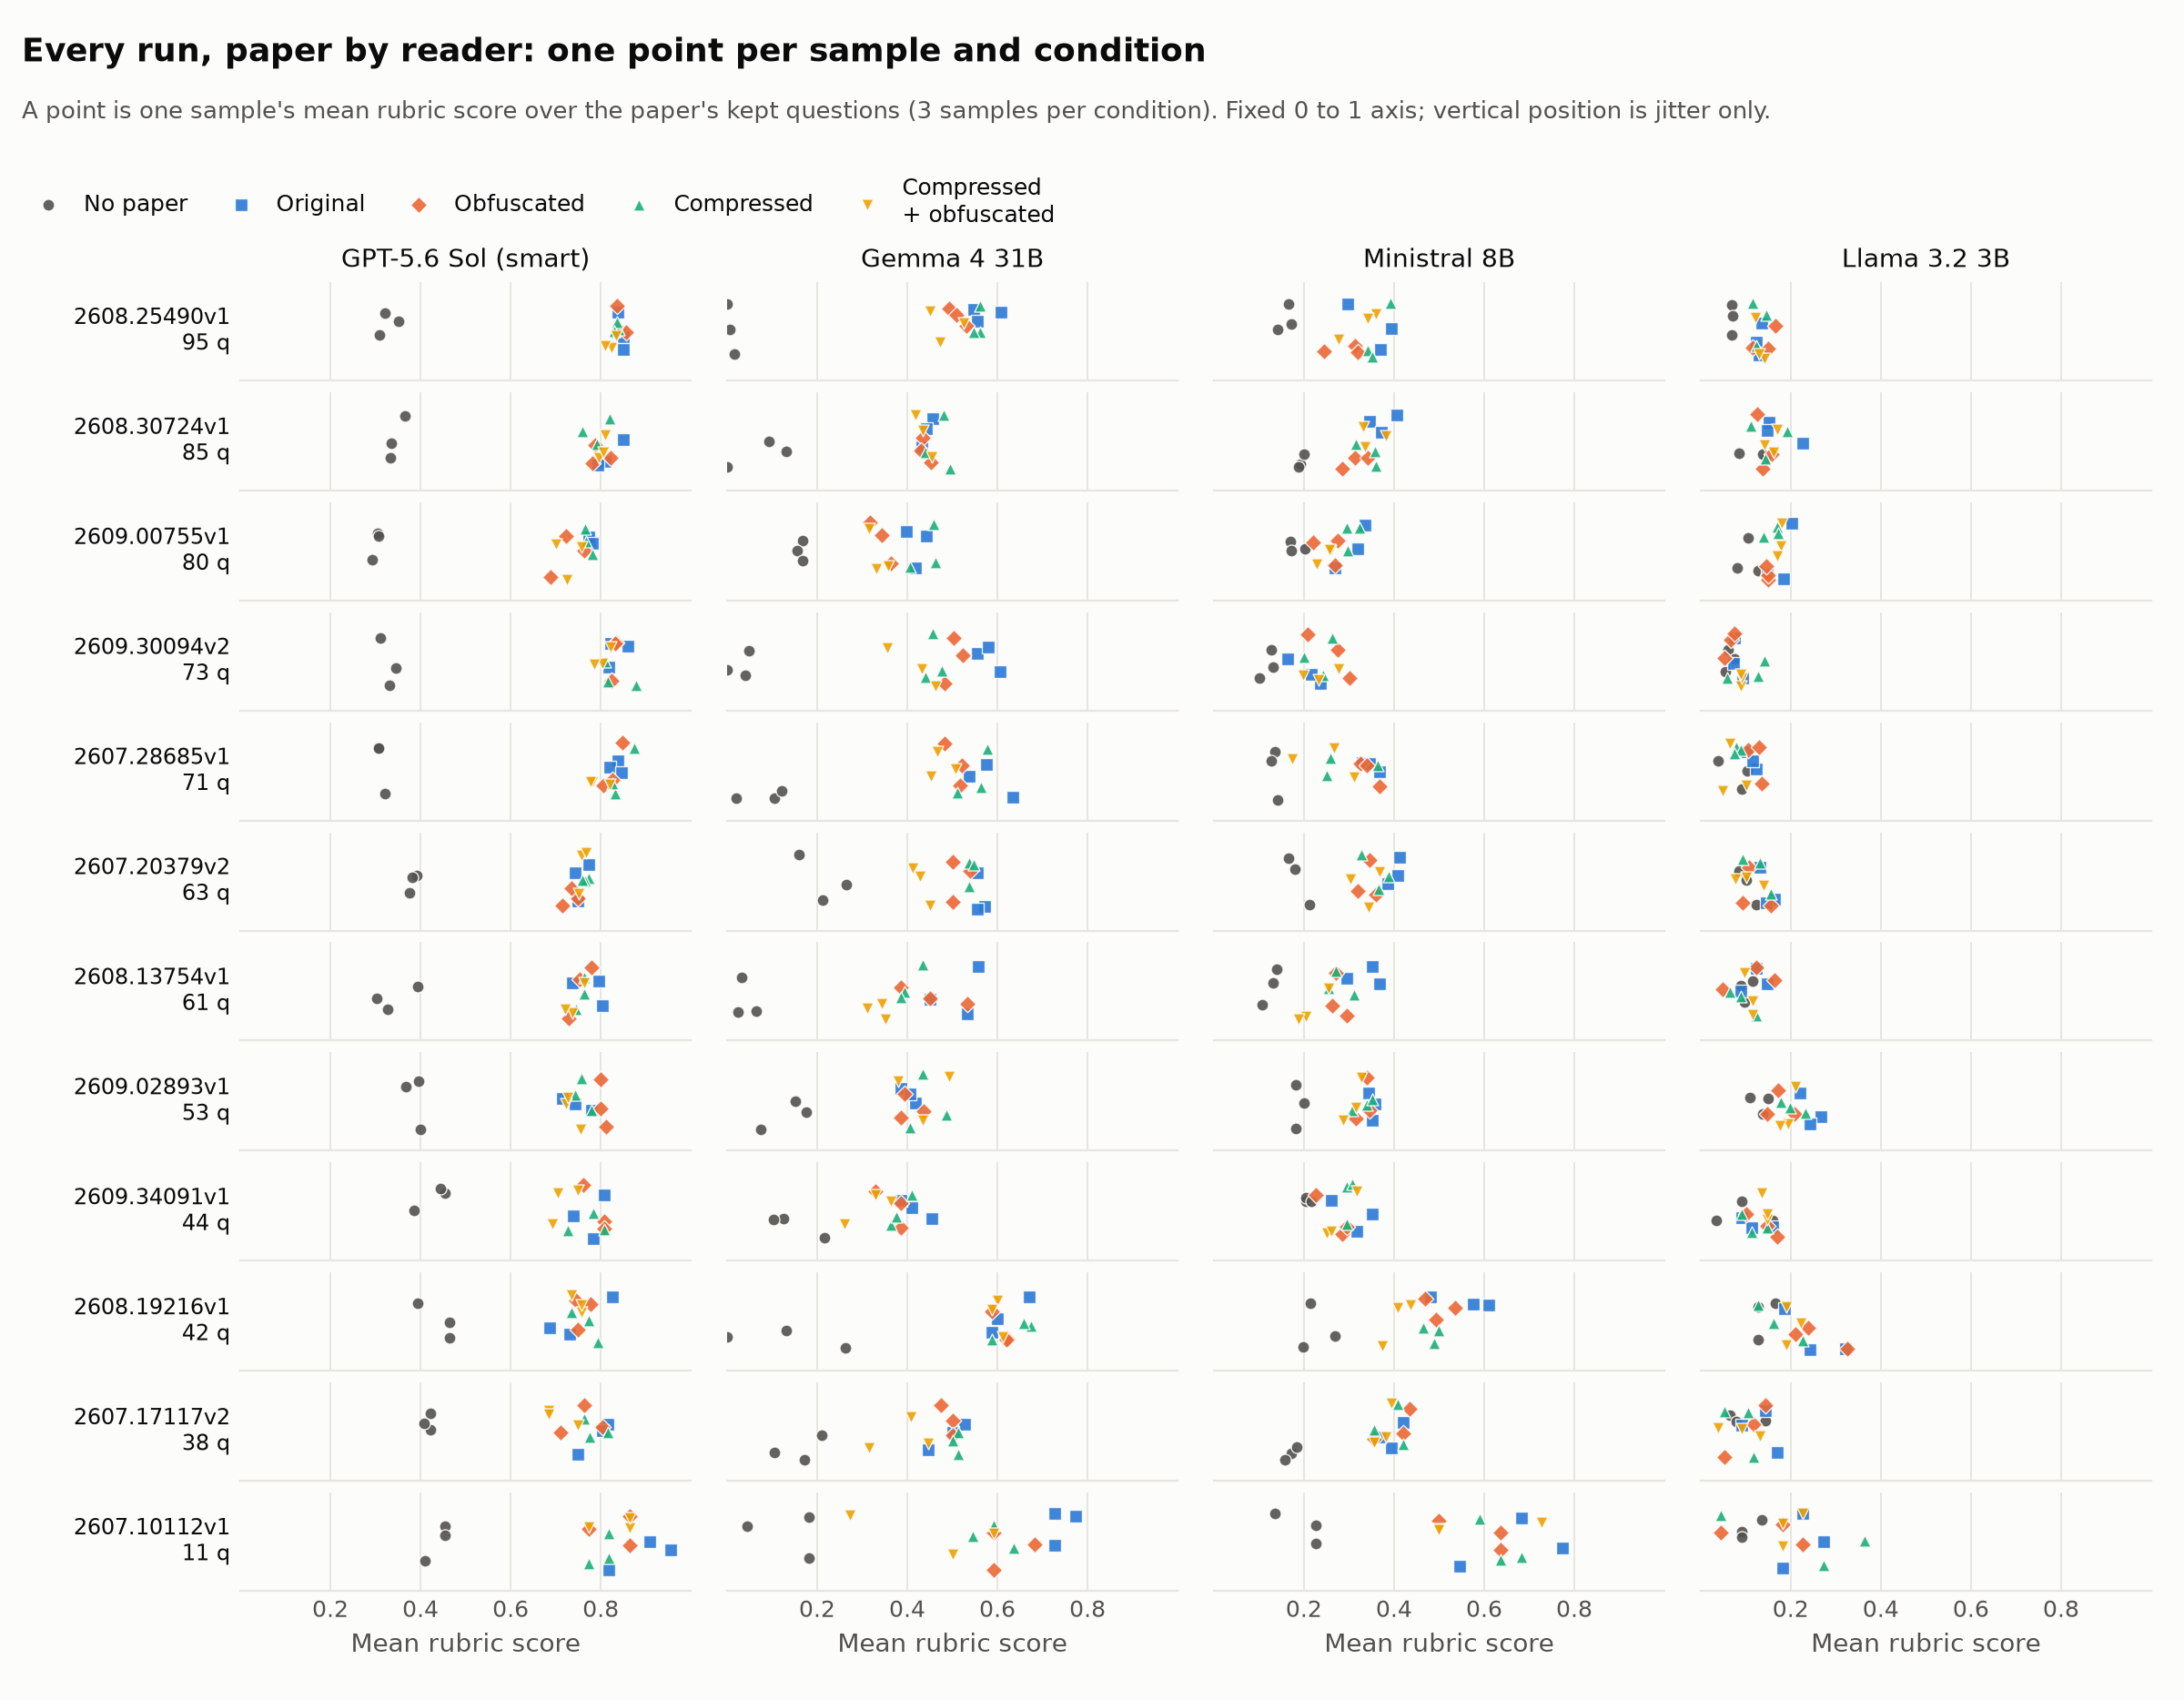 Every run, paper by reader: one point per sample and condition
A point is one sample's mean rubric score over the paper's kept questions (3 samples per condition). Fixed 0 to 1 axis; vertical position is jitter only.
No paper
Original
Obfuscated
Compressed
Compressed
+ obfuscated
GPT-5.6 Sol (smart)
Gemma 4 31B
Ministral 8B
Llama 3.2 3B
2608.25490v1
95 q
2608.30724v1
85 q
2609.00755v1
80 q
2609.30094v2
73 q
2607.28685v1
71 q
2607.20379v2
63 q
2608.13754v1
61 q
2609.02893v1
53 q
2609.34091v1
44 q
2608.19216v1
42 q
2607.17117v2
38 q
2607.10112v1
11 q
0.2 0.4 0.6 0.8
0.2 0.4 0.6 0.8
0.2 0.4 0.6 0.8
0.2 0.4 0.6 0.8
Mean rubric score
Mean rubric score
Mean rubric score
Mean rubric score